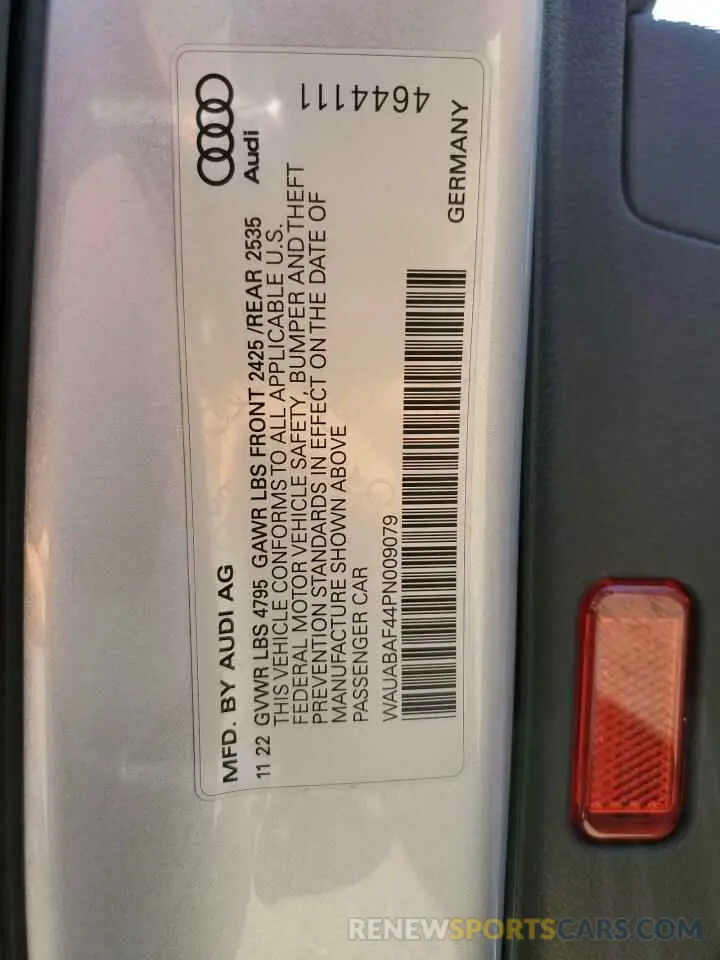 Audi
4644111
MFD. BY AUDI AG
11 22 GVWR LBS 4795 GAWR LBS FRONT 2425 /REAR 2535
THIS VEHICLE CONFORMS TO ALL APPLICABLE U.S.
FEDERAL MOTOR VEHICLE SAFETY, BUMPER AND THEFT
PREVENTION STANDARDS IN EFFECT ON THE DATE OF
MANUFACTURE SHOWN ABOVE
PASSENGER CAR
WAUABAF44PN009079
GERMANY
RENEWSPORTSCARS.COM